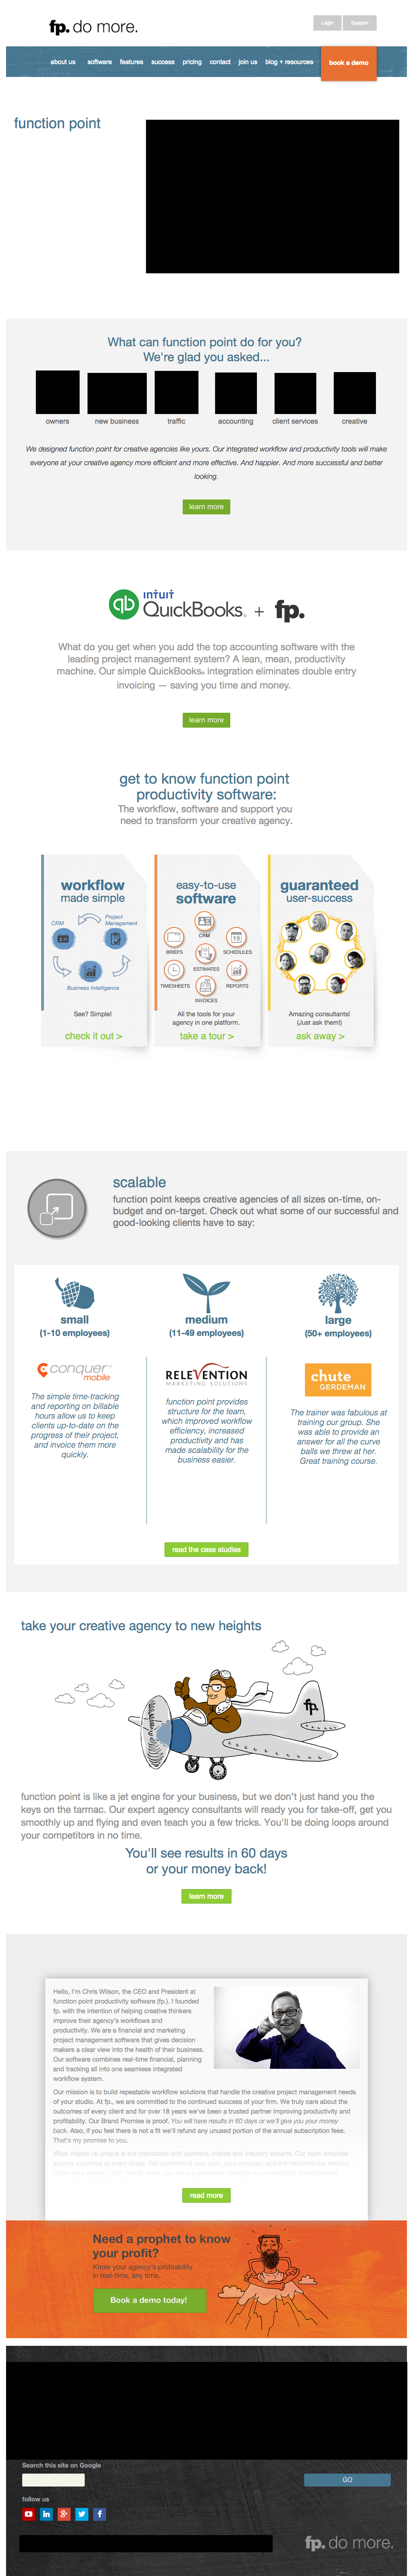 fp. do more.
Login Support
about us software features success pricing contact join us blog + resources book a demo
function point
What can function point do for you?
We're glad you asked...
owners new business traffic accounting client services creative
We designed function point for creative agencies like yours. Our integrated workflow and productivity tools will make
everyone at your creative agency more efficient and more effective. And happier. And more successful and better
looking.
learn more
qb intuit QuickBooks. + fp.
What do you get when you add the top accounting software with the
leading project management system? A lean, mean, productivity
machine. Our simple QuickBooks® integration eliminates double entry
invoicing — saving you time and money.
learn more
get to know function point
productivity software:
The workflow, software and support you
need to transform your creative agency.
workflow
made simple
CRM
Project
Management
Business Intelligence
See? Simple!
check it out >
easy-to-use
software
CRM
BRIEFS
SCHEDULES
ESTIMATES
TIMESHEETS
REPORTS
INVOICES
All the tools for your
agency in one platform.
take a tour >
guaranteed
user-success
Amazing consultants!
(Just ask them!)
ask away >
scalable
function point keeps creative agencies of all sizes on-time, on-
budget and on-target. Check out what some of our successful and
good-looking clients have to say:
small
(1-10 employees)
conquer™
mobile
The simple time-tracking
and reporting on billable
hours allow us to keep
clients up-to-date on the
progress of their project,
and invoice them more
quickly.
medium
(11-49 employees)
RELEVENTION
MARKETING SOLUTIONS
function point provides
structure for the team,
which improved workflow
efficiency, increased
productivity and has
made scalability for the
business easier.
large
(50+ employees)
chute
GERDEMAN
The trainer was fabulous at
training our group. She
was able to provide an
answer for all the curve
balls we threw at her.
Great training course.
read the case studies
take your creative agency to new heights
fp.
function point is like a jet engine for your business, but we don't just hand you the
keys on the tarmac. Our expert agency consultants will ready you for take-off, get you
smoothly up and flying and even teach you a few tricks. You'll be doing loops around
your competitors in no time.
You'll see results in 60 days
or your money back!
learn more
Hello, I'm Chris Wilson, the CEO and President at
function point productivity software (fp.). I founded
fp. with the intention of helping creative thinkers
improve their agency's workflows and
productivity. We are a financial and marketing
project management software that gives decision
makers a clear view into the health of their business.
Our software combines real-time financial, planning
and tracking all into one seamless integrated
workflow system.
Our mission is to build repeatable workflow solutions that handle the creative project management needs
of your studio. At fp., we are committed to the continued success of your firm. We truly care about the
outcomes of every client and for over 18 years we've been a trusted partner improving productivity and
profitability. Our Brand Promise is proof. You will have results in 60 days or we'll give you your money
back. Also, if you feel there is not a fit we'll refund any unused portion of the annual subscription fees.
That's my promise to you.
What makes us unique is our interaction with partners, clients and industry experts. Our team provides
read more
Need a prophet to know
your profit?
Know your agency's profitability
in real-time, any time.
Book a demo today!
Search this site on Google
GO
follow us
fp. do more.